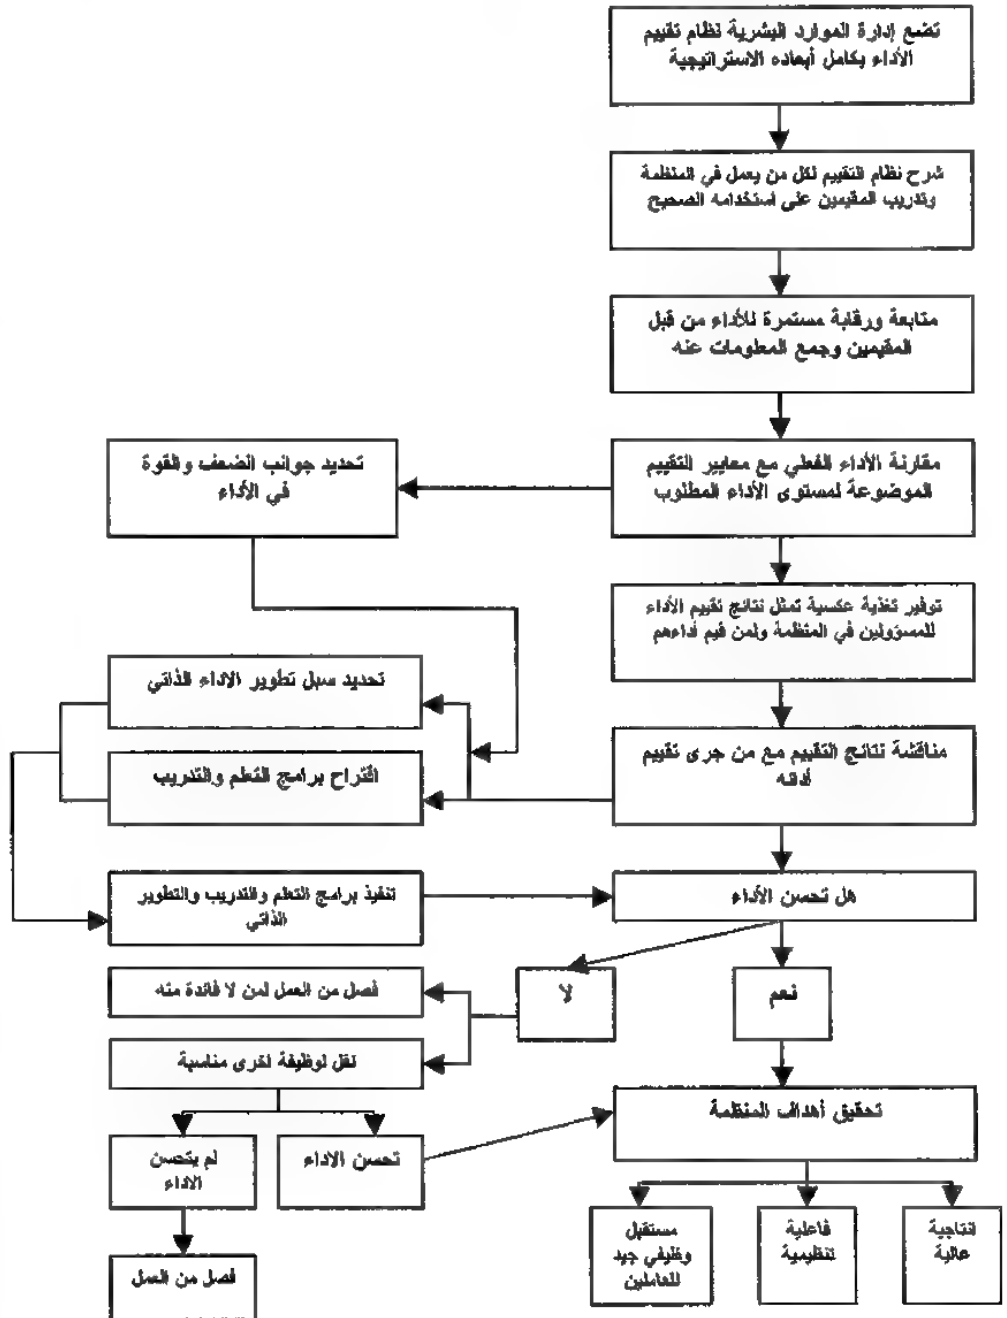 تضع إدارة الموارد البشرية نظام تقييم
الأداء بكامل أبعاده الاستراتيجية
شرح نظام التقييم لكل من يعمل في المنظمة
وتدريب المقيمين على استخدامه الصحيح
متابعة ورقابة مستمرة للأداء من قبل
المقيمين وجمع المعلومات عنه
مقارنة الأداء الفعلي مع معايير التقييم
الموضوعة لمستوى الأداء المطلوب
تحديد جوانب الضعف والقوة
في الأداء
توفير تغذية عكسية تمثل نتائج تقييم الأداء
للمسؤولين في المنظمة ولمن قيم أداءهم
تحديد سبل تطوير الاداء الذاتي
مناقشة نتائج التقييم مع من جرى تقييم
أدائه
اقتراح برامج التعلم والتدريب
هل تحسن الأداء
تنفيذ برامج التعلم والتدريب والتطوير
الذاتي
نعم
لا
فصل من العمل لمن لا فائدة منه
نقل لوظيفة اخرى مناسبة
تحقيق أهداف المنظمة
تحسن الاداء
لم يتحسن
الاداء
انتاجية
عالية
فاعلية
تنظيمية
مستقبل
وظيفي جيد
للعاملين
فصل من العمل